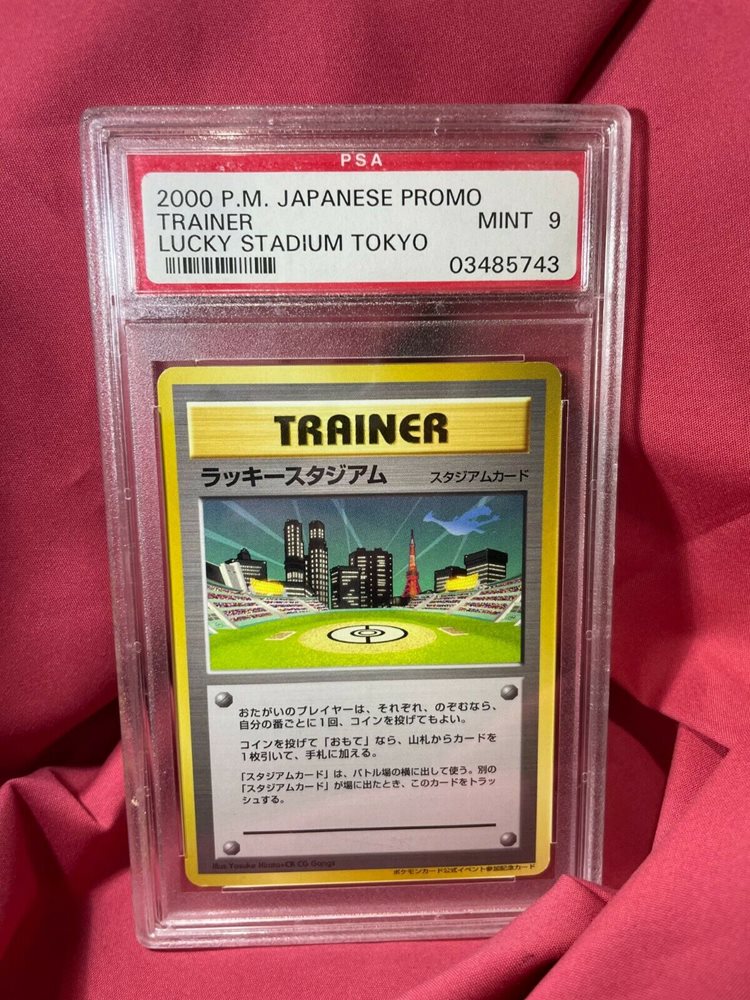 PSA
2000 P.M. JAPANESE PROMO
TRAINER MINT 9
LUCKY STADIUM TOKYO
03485743
TRAINER
ラッキースタジアム スタジアムカード
おたがいのプレイヤーは、それぞれ、のぞむなら、
自分の番ごとに1回、コインを投げてもよい。
コインを投げて「おもて」なら、山札からカードを
1枚引いて、手札に加える。
「スタジアムカード」は、バトル場の横に出して使う。別の
「スタジアムカード」が場に出たとき、このカードをトラッ
シュする。
Illus. Yosuke Hirata+CR CG Gangs
ポケモンカード公式イベント参加記念カード